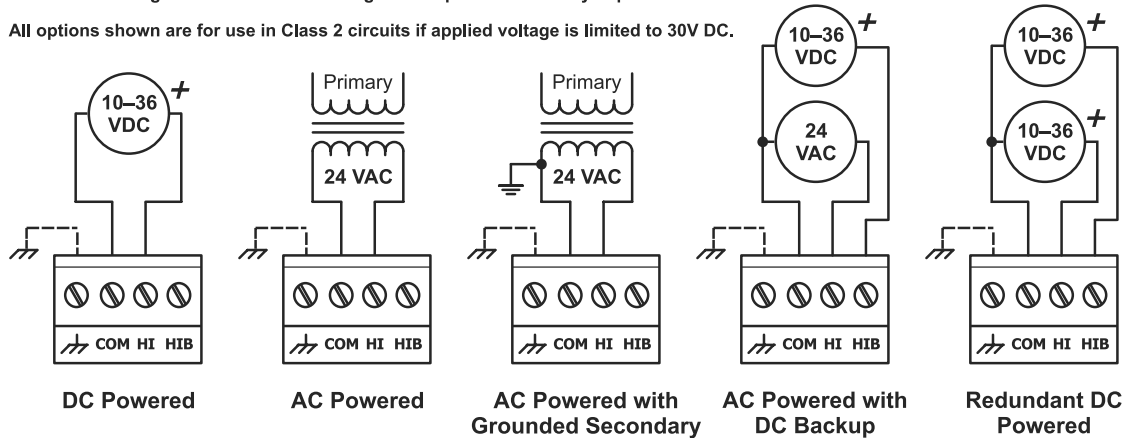 All options shown are for use in Class 2 circuits if applied voltage is limited to 30V DC.
10–36
VDC
+
COM HI HIB
DC Powered
Primary
24 VAC
COM HI HIB
AC Powered
Primary
24 VAC
COM HI HIB
AC Powered with
Grounded Secondary
10–36
VDC
+
24
VAC
COM HI HIB
AC Powered with
DC Backup
10–36
VDC
+
10–36
VDC
+
COM HI HIB
Redundant DC
Powered